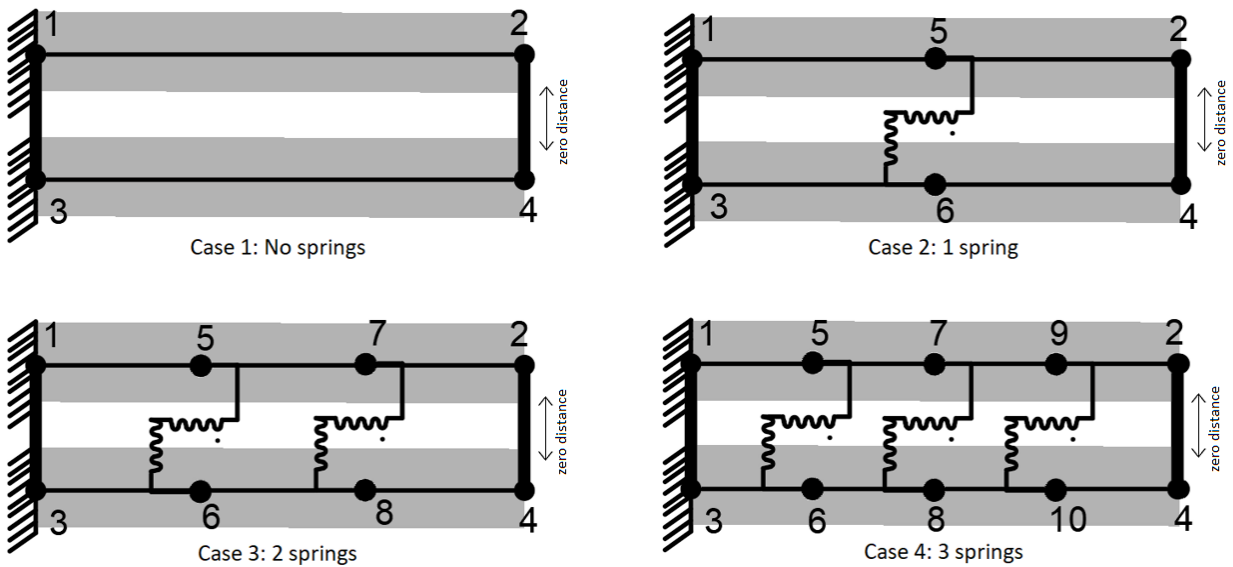 1 2
zero distance
3 4
Case 1: No springs
1 5 2
zero distance
3 6 4
Case 2: 1 spring
1 5 7 2
zero distance
3 6 8 4
Case 3: 2 springs
1 5 7 9 2
zero distance
3 6 8 10 4
Case 4: 3 springs